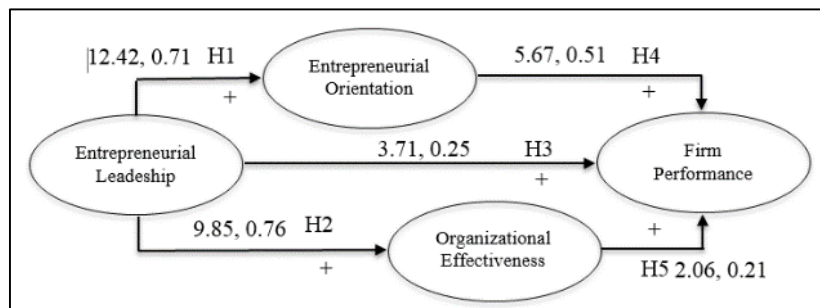 12.42, 0.71 H1
+
Entrepreneurial
Orientation
5.67, 0.51 H4
+
Entrepreneurial
Leadeship
3.71, 0.25 H3
+
Firm
Performance
9.85, 0.76 H2
+
Organizational
Effectiveness
+
H5 2.06, 0.21